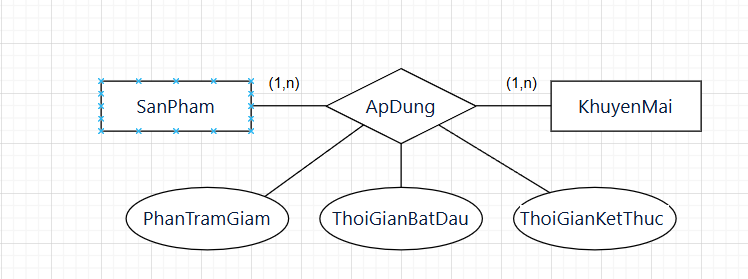 (1,n)
(1,n)
SanPham
ApDung
KhuyenMai
PhanTramGiam
ThoiGianBatDau
ThoiGianKetThuc